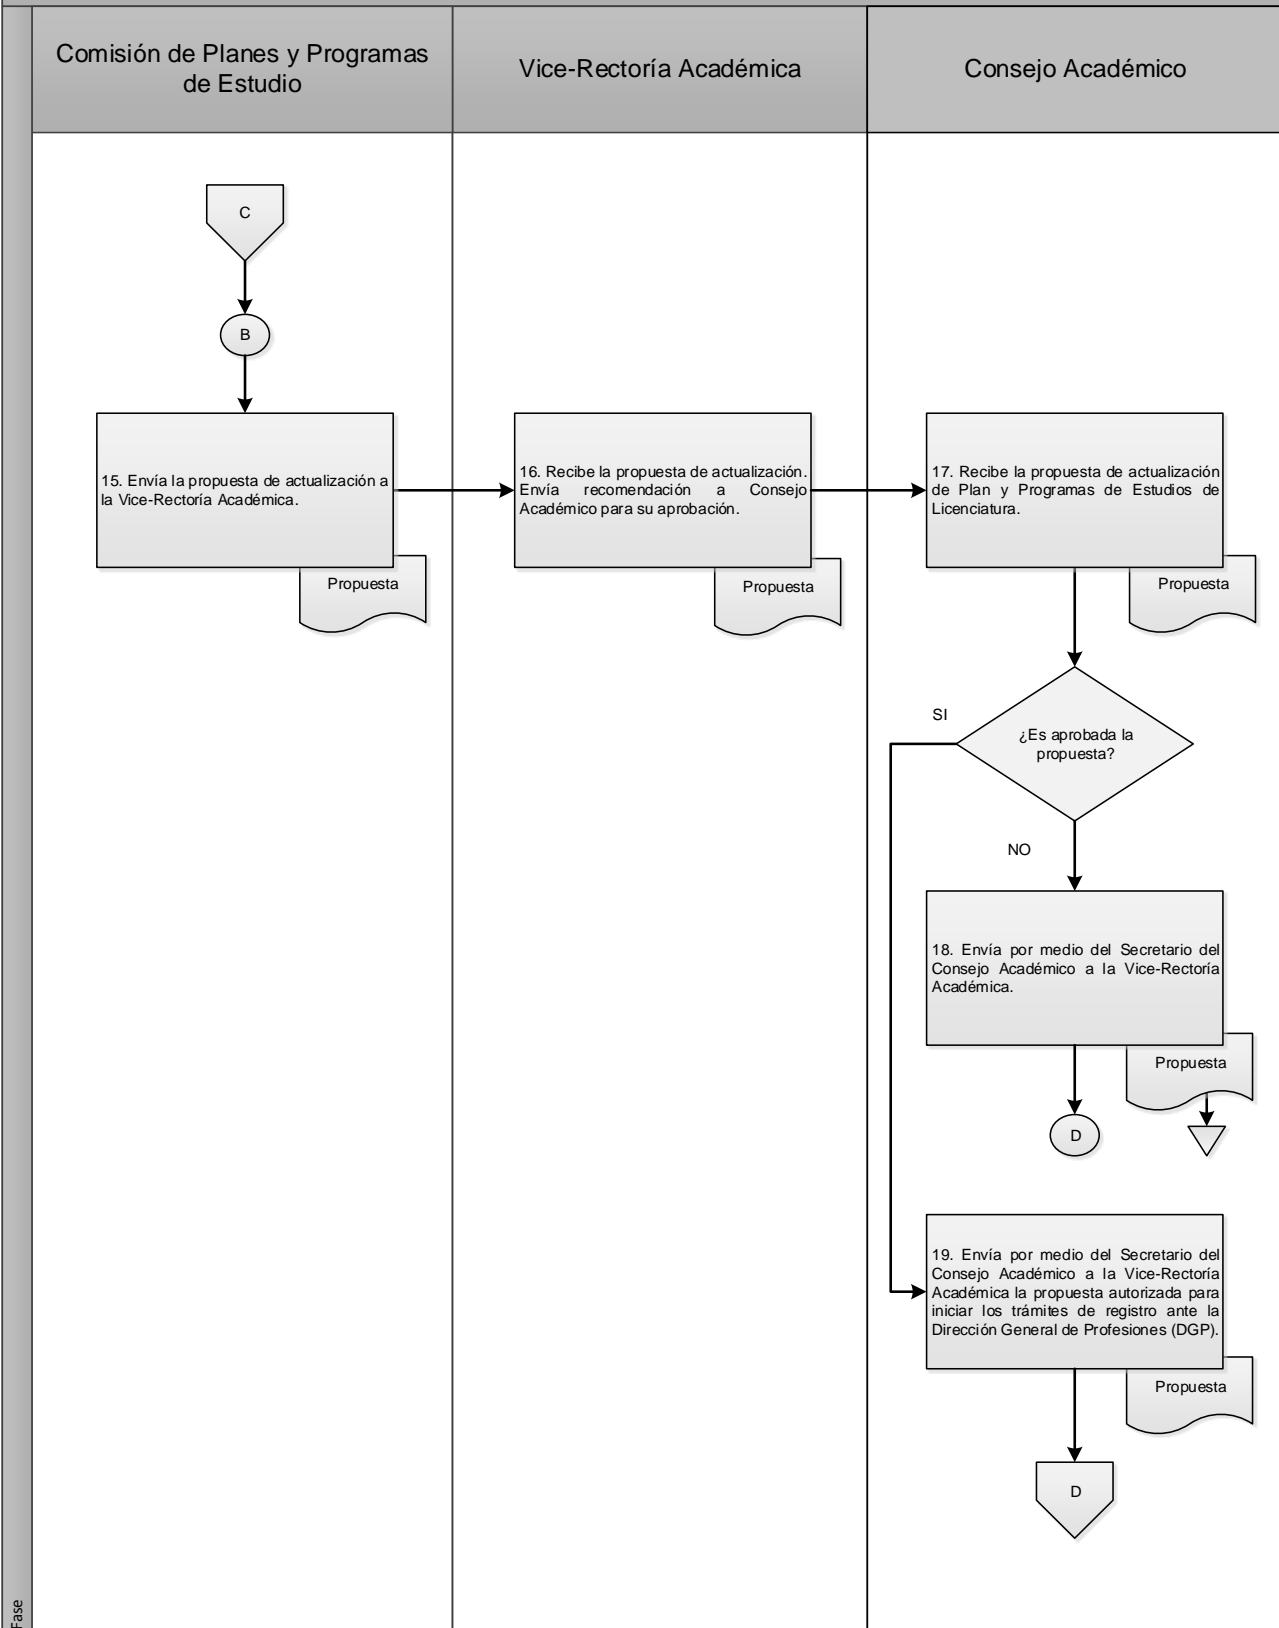 Comisión de Planes y Programas
de Estudio
Vice-Rectoría Académica
Consejo Académico
C
B
15. Envía la propuesta de actualización a
la Vice-Rectoría Académica.
Propuesta
16. Recibe la propuesta de actualización.
Envía recomendación a Consejo
Académico para su aprobación.
Propuesta
17. Recibe la propuesta de actualización
de Plan y Programas de Estudios de
Licenciatura.
Propuesta
¿Es aprobada la
propuesta?
SI
NO
18. Envía por medio del Secretario del
Consejo Académico a la Vice-Rectoría
Académica.
Propuesta
D
19. Envía por medio del Secretario del
Consejo Académico a la Vice-Rectoría
Académica la propuesta autorizada para
iniciar los trámites de registro ante la
Dirección General de Profesiones (DGP).
Propuesta
D
Fase